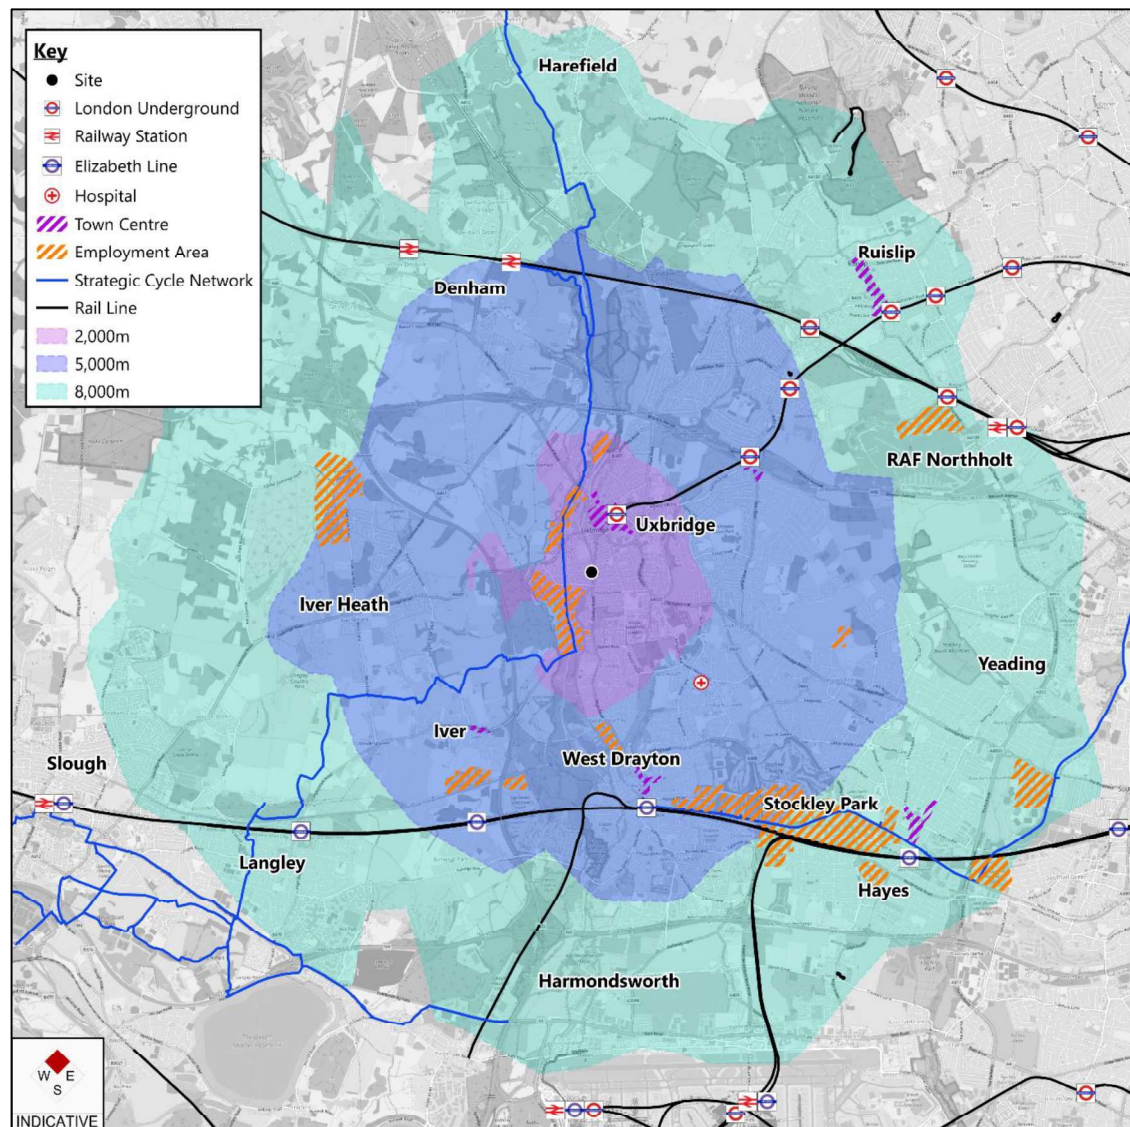 Key
Site
London Underground
Railway Station
Elizabeth Line
Hospital
Town Centre
Employment Area
Strategic Cycle Network
Rail Line
2,000m
5,000m
8,000m
Harefield
Ruislip
Denham
RAF Northholt
Uxbridge
Iver Heath
Yeading
Iver
West Drayton
Slough
Stockley Park
Langley
Hayes
Harmondsworth
W E
S
INDICATIVE